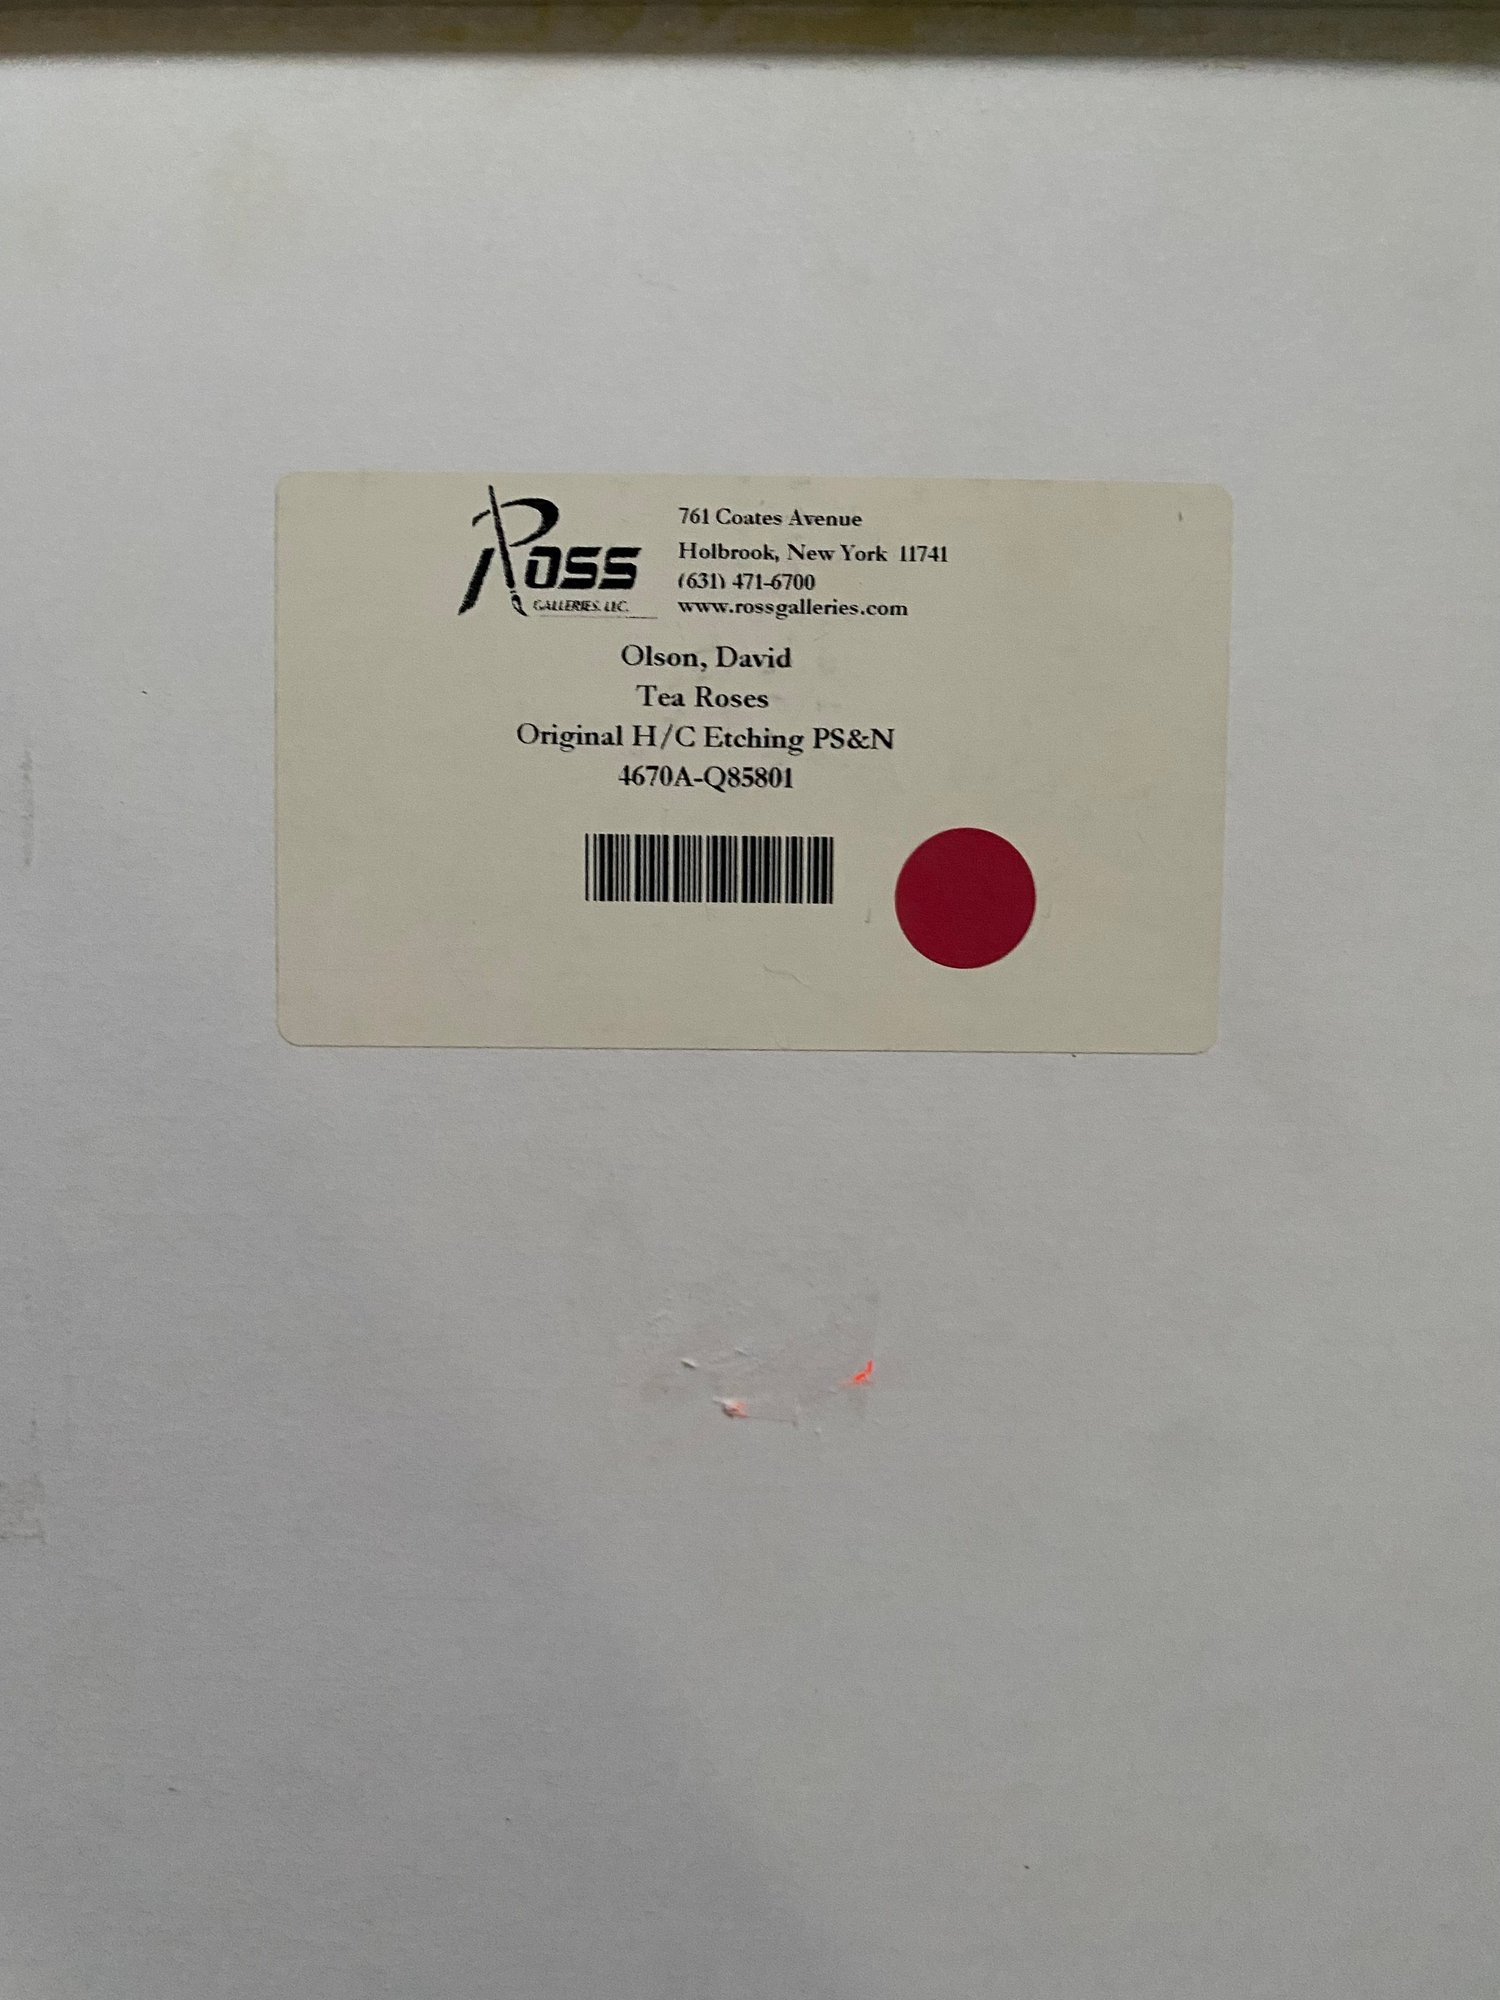 Ross
GALLERIES, LLC.
761 Coates Avenue
Holbrook, New York 11741
(631) 471-6700
www.rossgalleries.com
Olson, David
Tea Roses
Original H/C Etching PS&N
4670A-Q85801